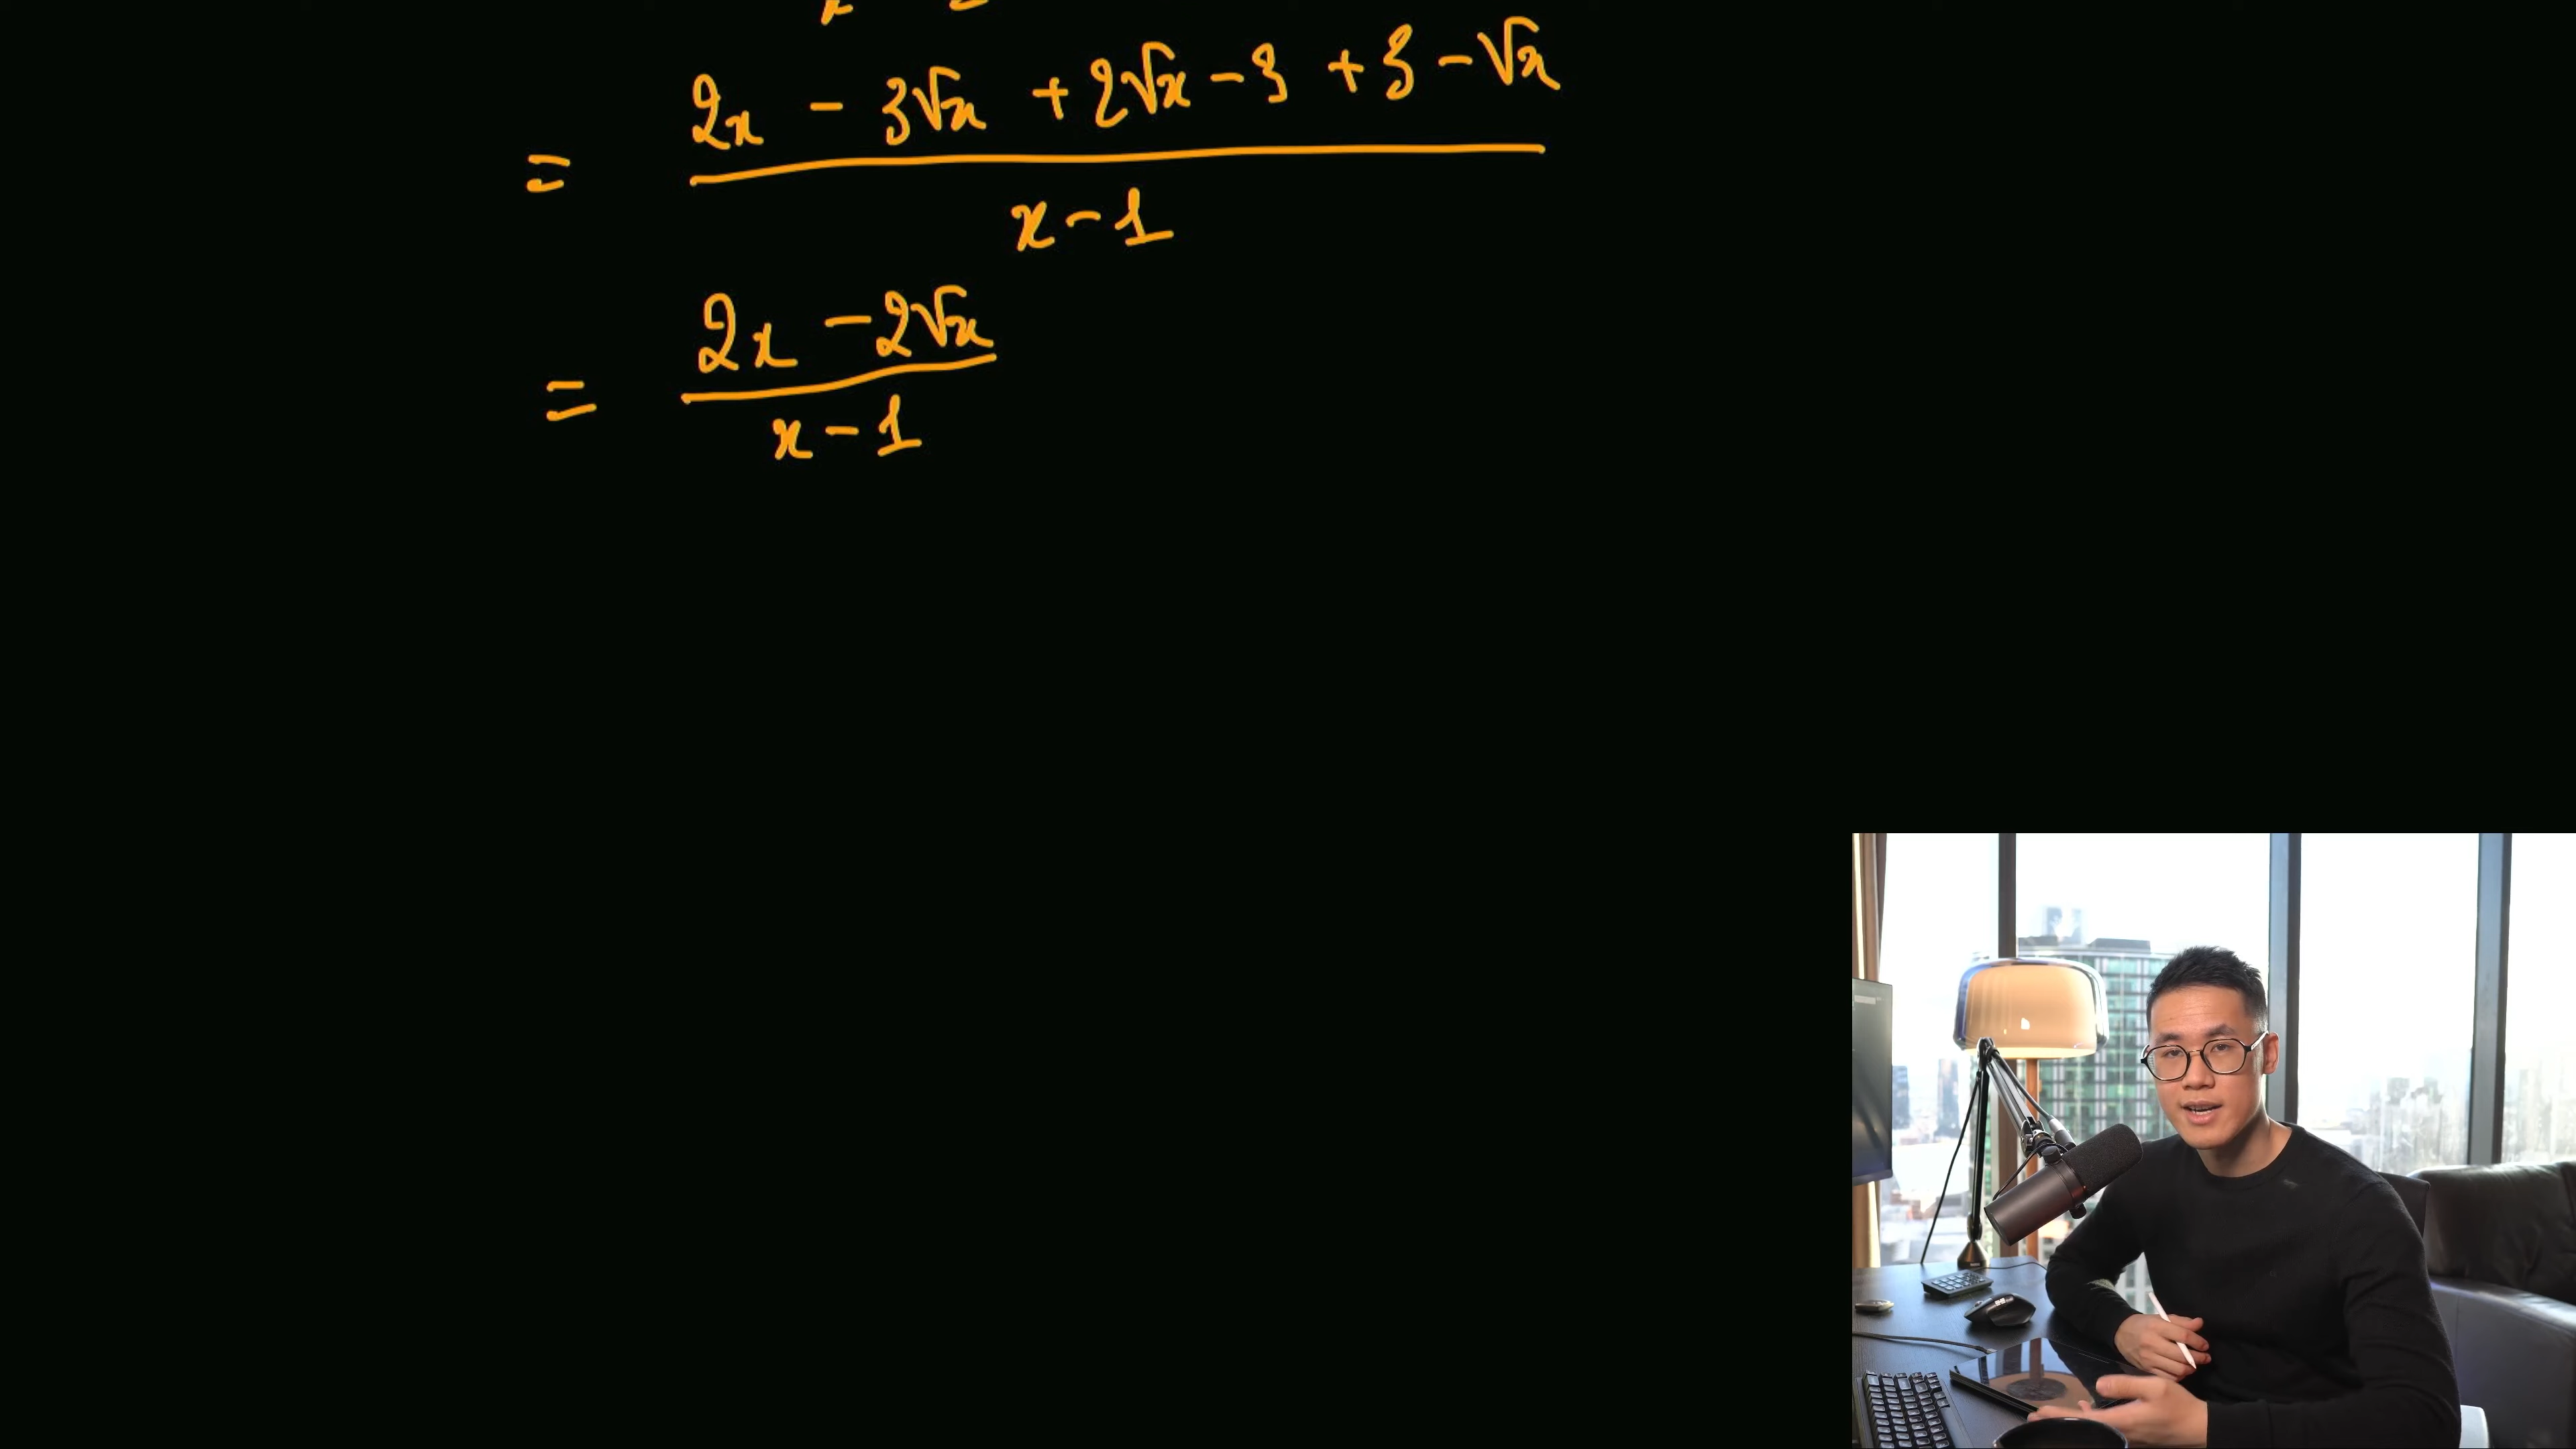 = (2x - 3√x + 2√x - 3 + 3 - √x) / (x - 1)
= (2x - 2√x) / (x - 1)